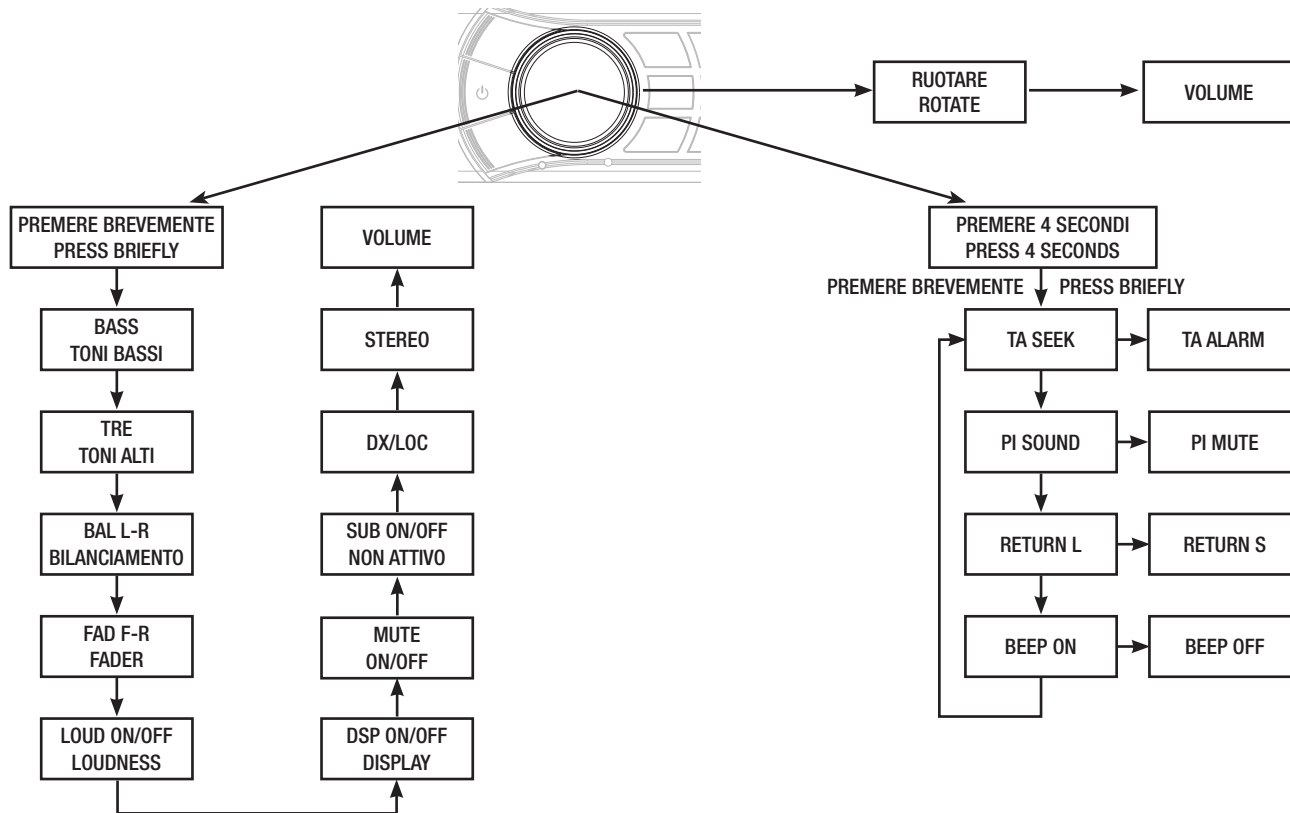 RUOTARE
ROTATE
VOLUME
PREMERE BREVEMENTE
PRESS BRIEFLY
BASS
TONI BASSI
TRE
TONI ALTI
BAL L-R
BILANCIAMENTO
FAD F-R
FADER
LOUD ON/OFF
LOUDNESS
DSP ON/OFF
DISPLAY
MUTE
ON/OFF
SUB ON/OFF
NON ATTIVO
DX/LOC
STEREO
VOLUME
PREMERE 4 SECONDI
PRESS 4 SECONDS
PREMERE BREVEMENTE PRESS BRIEFLY
TA SEEK
TA ALARM
PI SOUND
PI MUTE
RETURN L
RETURN S
BEEP ON
BEEP OFF